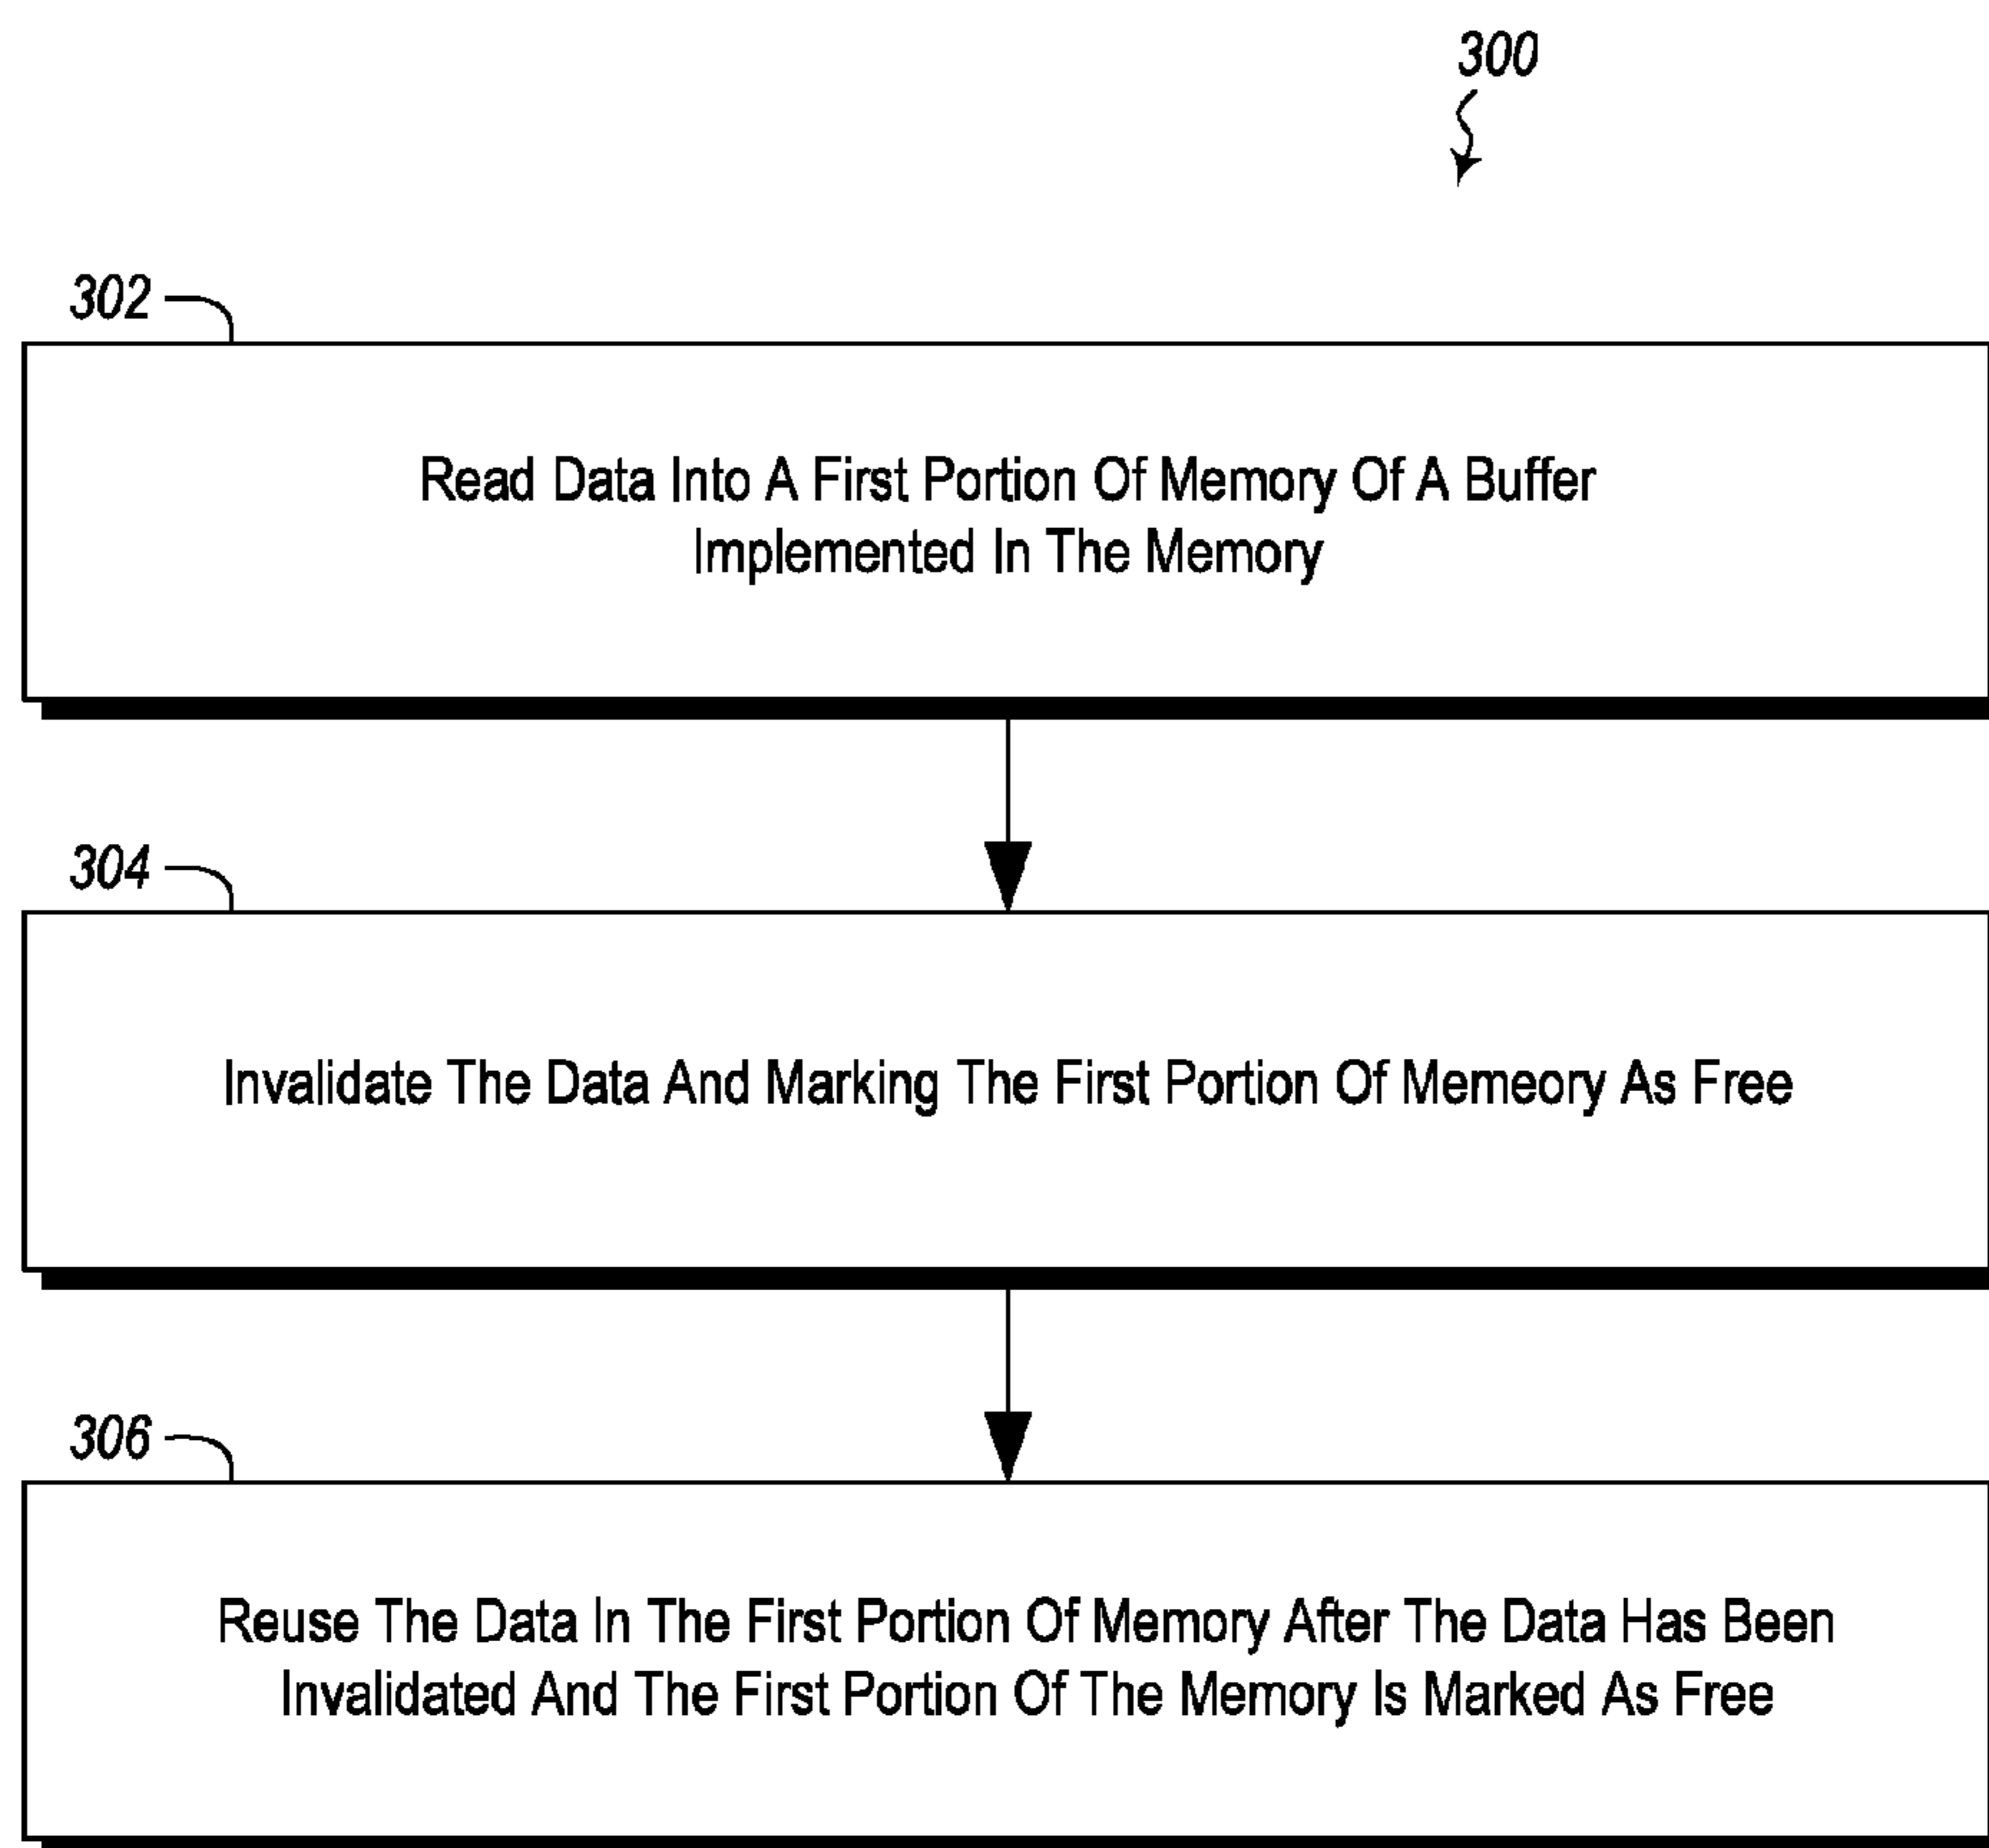 300
302
Read Data Into A First Portion Of Memory Of A Buffer
Implemented In The Memory
304
Invalidate The Data And Marking The First Portion Of Memeory As Free
306
Reuse The Data In The First Portion Of Memory After The Data Has Been
Invalidated And The First Portion Of The Memory Is Marked As Free